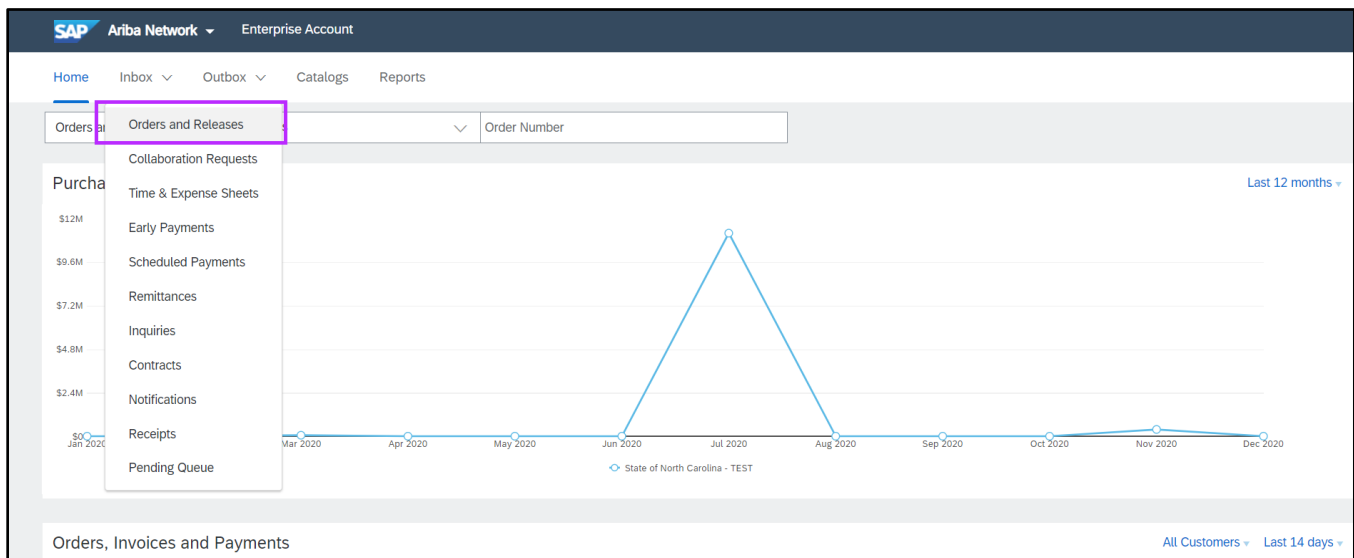 SAP Ariba Network Enterprise Account
Home Inbox Outbox Catalogs Reports
Orders and Releases
Order Number
Collaboration Requests
Time & Expense Sheets
Early Payments
Scheduled Payments
Remittances
Inquiries
Contracts
Notifications
Receipts
Pending Queue
Last 12 months
$12M
$9.6M
$7.2M
$4.8M
$2.4M
$0
Jan 2020 Mar 2020 Apr 2020 May 2020 Jun 2020 Jul 2020 Aug 2020 Sep 2020 Oct 2020 Nov 2020 Dec 2020
State of North Carolina - TEST
Orders, Invoices and Payments All Customers Last 14 days